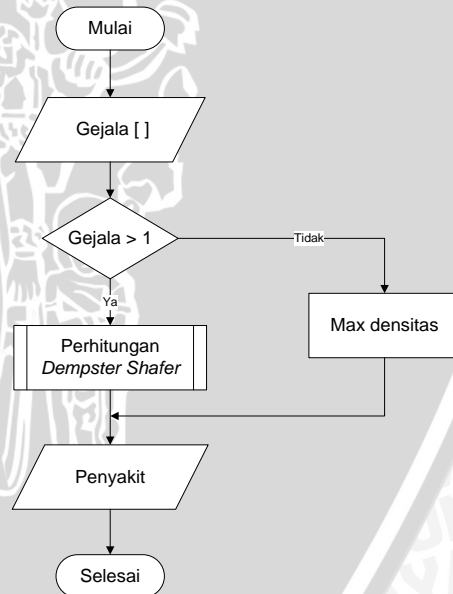 Mulai
Gejala [ ]
Gejala > 1
Tidak
Ya
Max densitas
Perhitungan
Dempster Shafer
Penyakit
Selesai